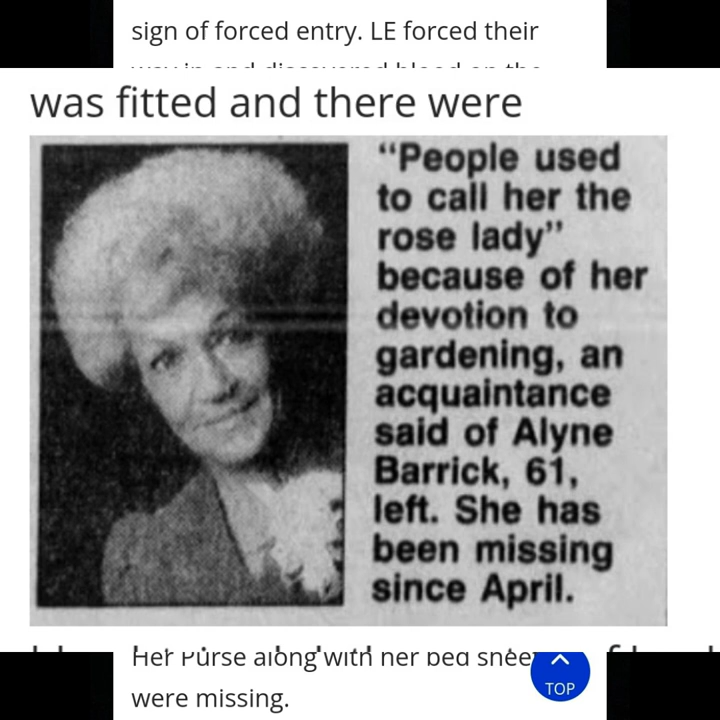 sign of forced entry. LE forced their
was fitted and there were
“People used
to call her the
rose lady”
because of her
devotion to
gardening, an
acquaintance
said of Alyne
Barrick, 61,
left. She has
been missing
since April.
Her Purse along with her bed
TOP
were missing.